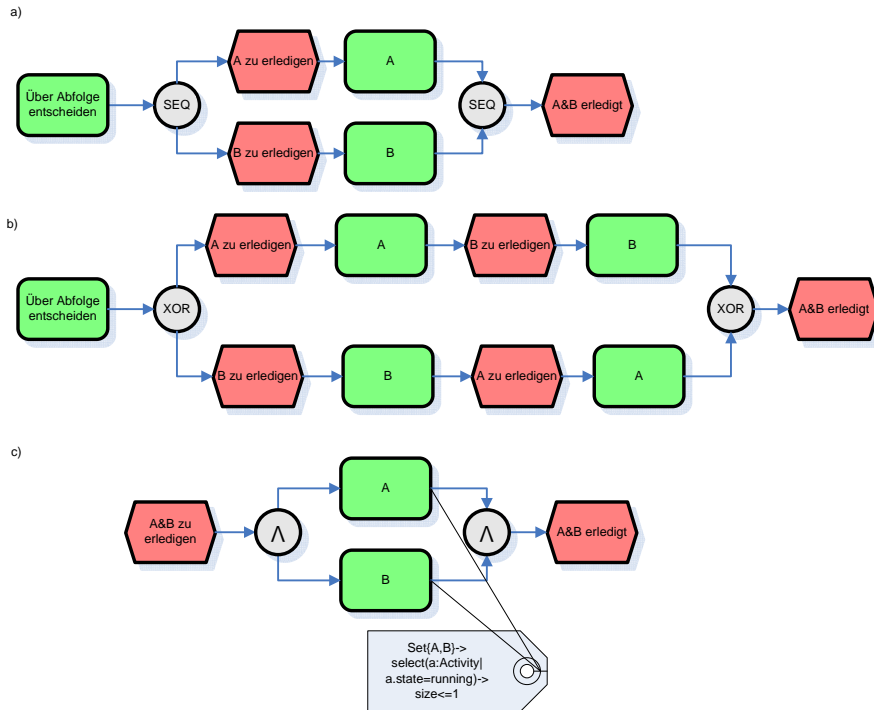 a)
A zu erledigen
A
Über Abfolge
entscheiden
SEQ
SEQ
A&B erledigt
B zu erledigen
B
b)
A zu erledigen
A
B zu erledigen
B
Über Abfolge
entscheiden
XOR
XOR
A&B erledigt
B zu erledigen
B
A zu erledigen
A
c)
A
A&B zu
erledigen
Λ
Λ
A&B erledigt
B
Set{A,B}->
select(a:Activity|
a.state=running)->
size<=1